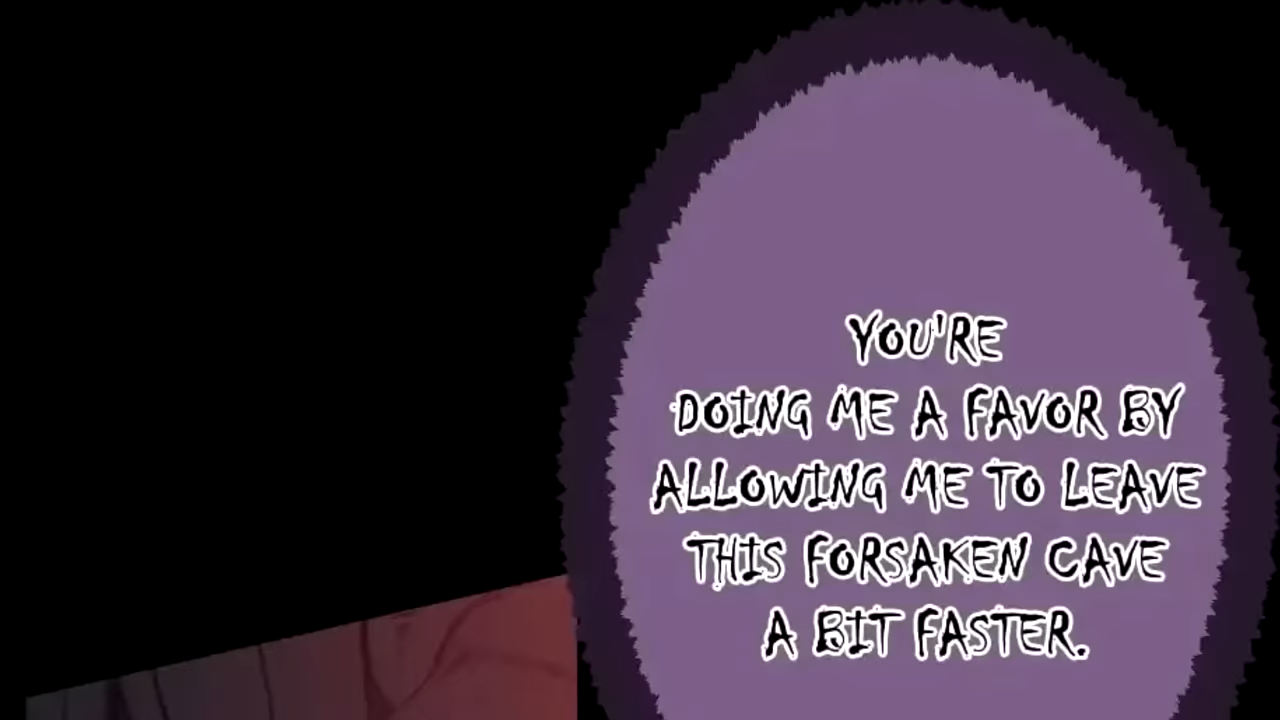 YOU'RE
DOING ME A FAVOR BY
ALLOWING ME TO LEAVE
THIS FORSAKEN CAVE
A BIT FASTER.